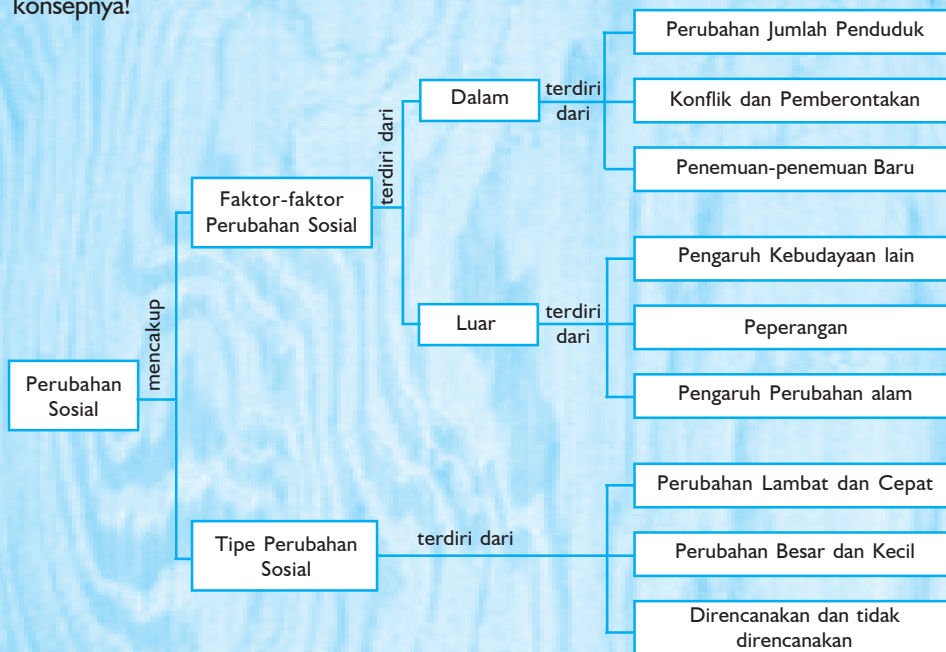 konsepnya!
Perubahan
Sosial
mencakup
Faktor-faktor
Perubahan Sosial
terdiri dari
Dalam
terdiri
dari
Perubahan Jumlah Penduduk
Konflik dan Pemberontakan
Penemuan-penemuan Baru
Luar
terdiri
dari
Pengaruh Kebudayaan lain
Peperangan
Pengaruh Perubahan alam
Tipe Perubahan
Sosial
terdiri dari
Perubahan Lambat dan Cepat
Perubahan Besar dan Kecil
Direncanakan dan tidak
direncanakan